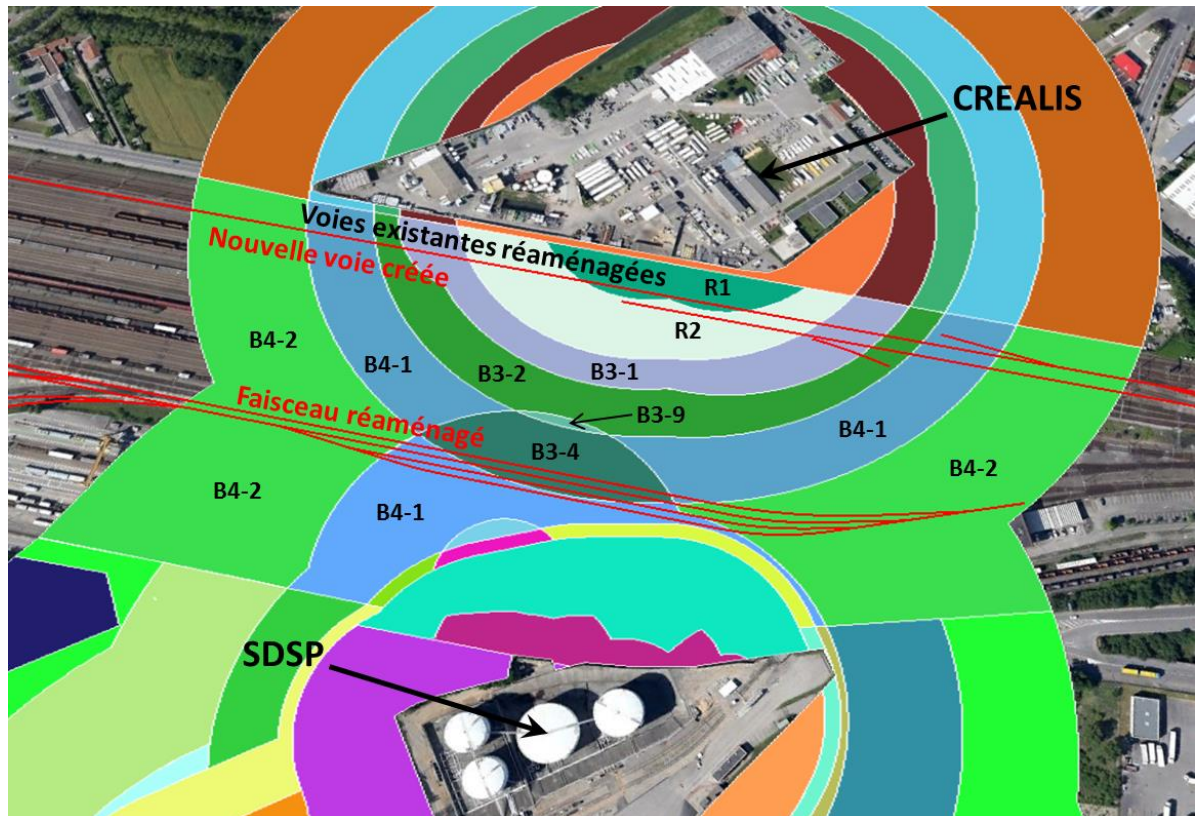 CREALIS
Voies existantes réaménagées
Nouvelle voie créée
R1
R2
B4-2
B4-1
B3-2
B3-1
B3-9
Faisceau réaménagé
B3-4
B4-1
B4-2
B4-2
B4-1
SDSP